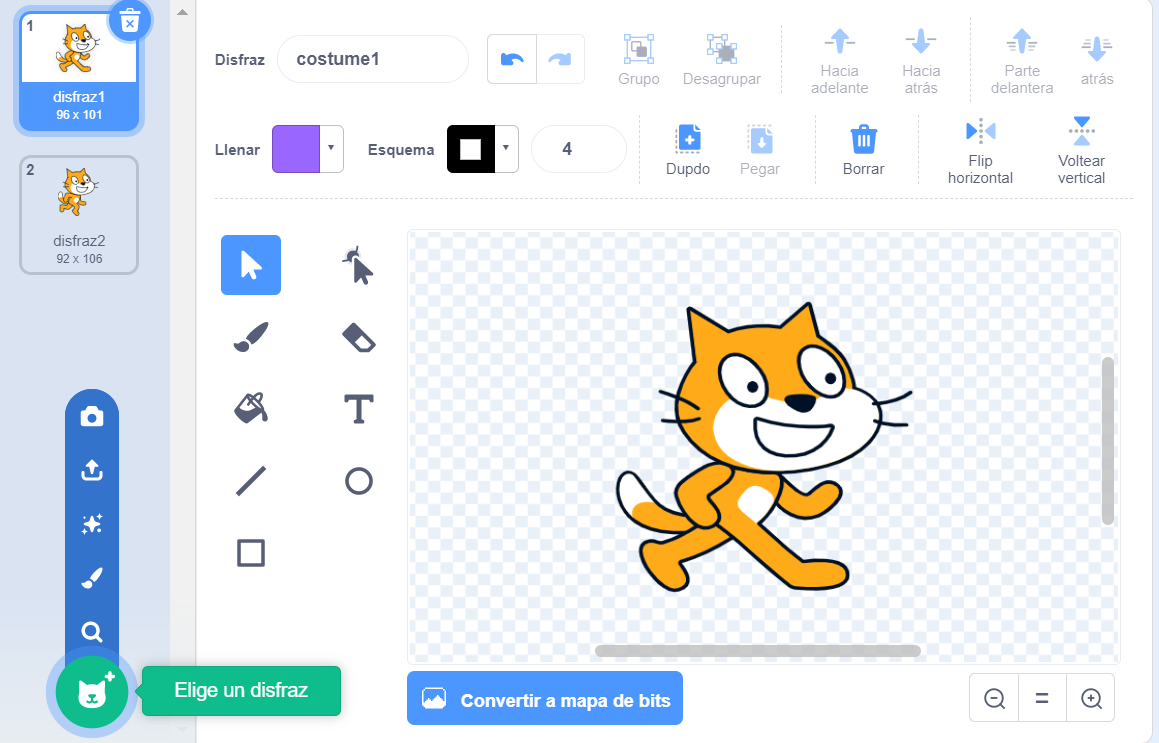 1
disfraz1
96 x 101
2
disfraz2
92 x 106
Elige un disfraz
Disfraz
costume1
Grupo
Desagrupar
Hacia
adelante
Hacia
atrás
Parte
delantera
atrás
Llenar
Esquema
4
Dupdo
Pegar
Borrar
Flip
horizontal
Voltear
vertical
T
Convertir a mapa de bits